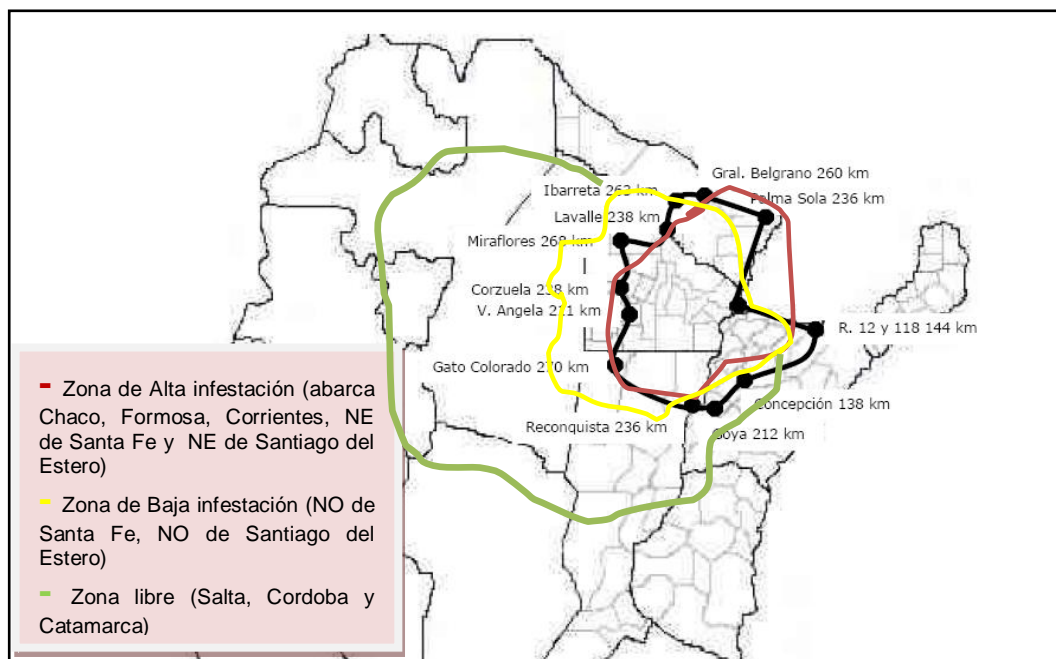 Gral. Belgrano 260 km
Ibarreta 263 km
Palma Sola 236 km
Lavalle 238 km
Miraflores 268 km
Corzuela 238 km
V. Angela 211 km
R. 12 y 118 144 km
Gato Colorado 270 km
Concepción 138 km
Reconquista 236 km
Goya 212 km
- Zona de Alta infestación (abarca
Chaco, Formosa, Corrientes, NE
de Santa Fe y NE de Santiago del
Estero)
- Zona de Baja infestación (NO de
Santa Fe, NO de Santiago del
Estero)
- Zona libre (Salta, Cordoba y
Catamarca)